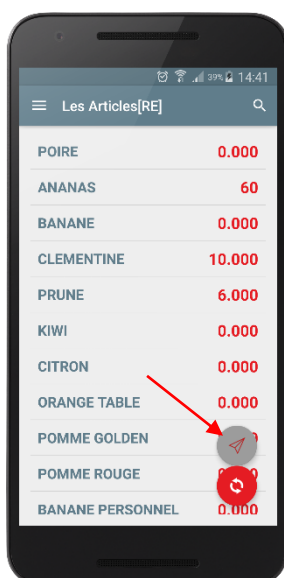 39% 14:41
Les Articles[RE]
POIRE 0.000
ANANAS 60
BANANE 0.000
CLEMENTINE 10.000
PRUNE 6.000
KIWI 0.000
CITRON 0.000
ORANGE TABLE 0.000
POMME GOLDEN
POMME ROUGE
BANANE PERSONNEL 0.000